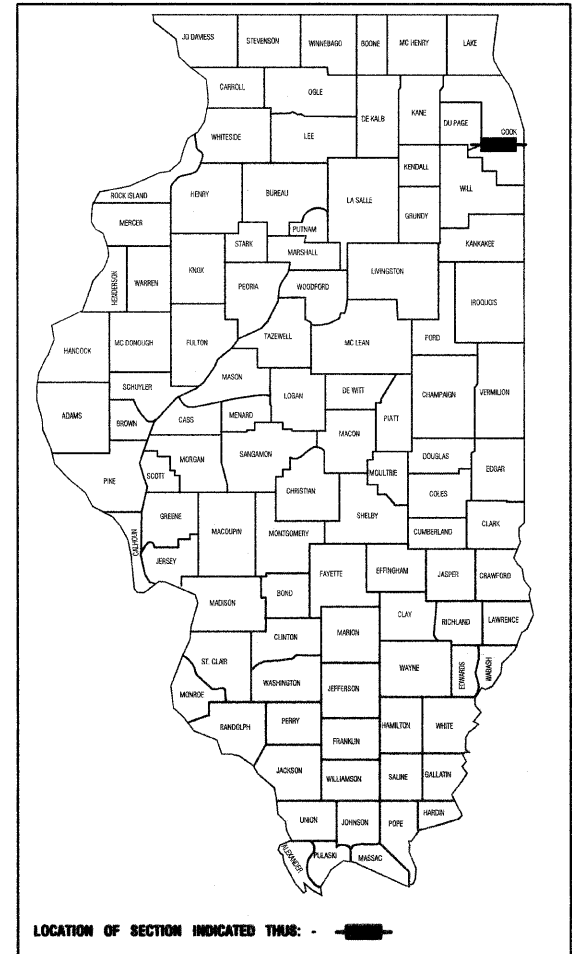 JO DAVIESS
STEVENSON
WINNEBAGO
BOONE
MC HENRY
LAKE
CARROLL
OGLE
DE KALB
KANE
DU PAGE
COOK
WHITESIDE
LEE
KENDALL
WILL
ROCK ISLAND
HENRY
BUREAU
LA SALLE
GRUNDY
MERCER
PUTNAM
STARK
MARSHALL
KANKAKEE
HENDERSON
WARREN
KNOX
PEORIA
WOODFORD
LIVINGSTON
IROQUOIS
HANCOCK
MC DONOUGH
FULTON
TAZEWELL
MC LEAN
FORD
SCHUYLER
MASON
LOGAN
DE WITT
CHAMPAIGN
VERMILION
ADAMS
BROWN
CASS
MENARD
MACON
PIATT
PIKE
SCOTT
MORGAN
SANGAMON
CHRISTIAN
MOULTRIE
DOUGLAS
EDGAR
COLES
CALHOUN
GREENE
MACOUPIN
MONTGOMERY
SHELBY
CUMBERLAND
CLARK
JERSEY
FAYETTE
EFFINGHAM
JASPER
CRAWFORD
MADISON
BOND
CLAY
RICHLAND
LAWRENCE
CLINTON
MARION
ST. CLAIR
WAYNE
EDWARDS
WABASH
WASHINGTON
JEFFERSON
MONROE
RANDOLPH
PERRY
HAMILTON
WHITE
FRANKLIN
JACKSON
WILLIAMSON
SALINE
GALLATIN
UNION
JOHNSON
POPE
HARDIN
ALEXANDER
PULASKI
MASSAC
LOCATION OF SECTION INDICATED THUS: -